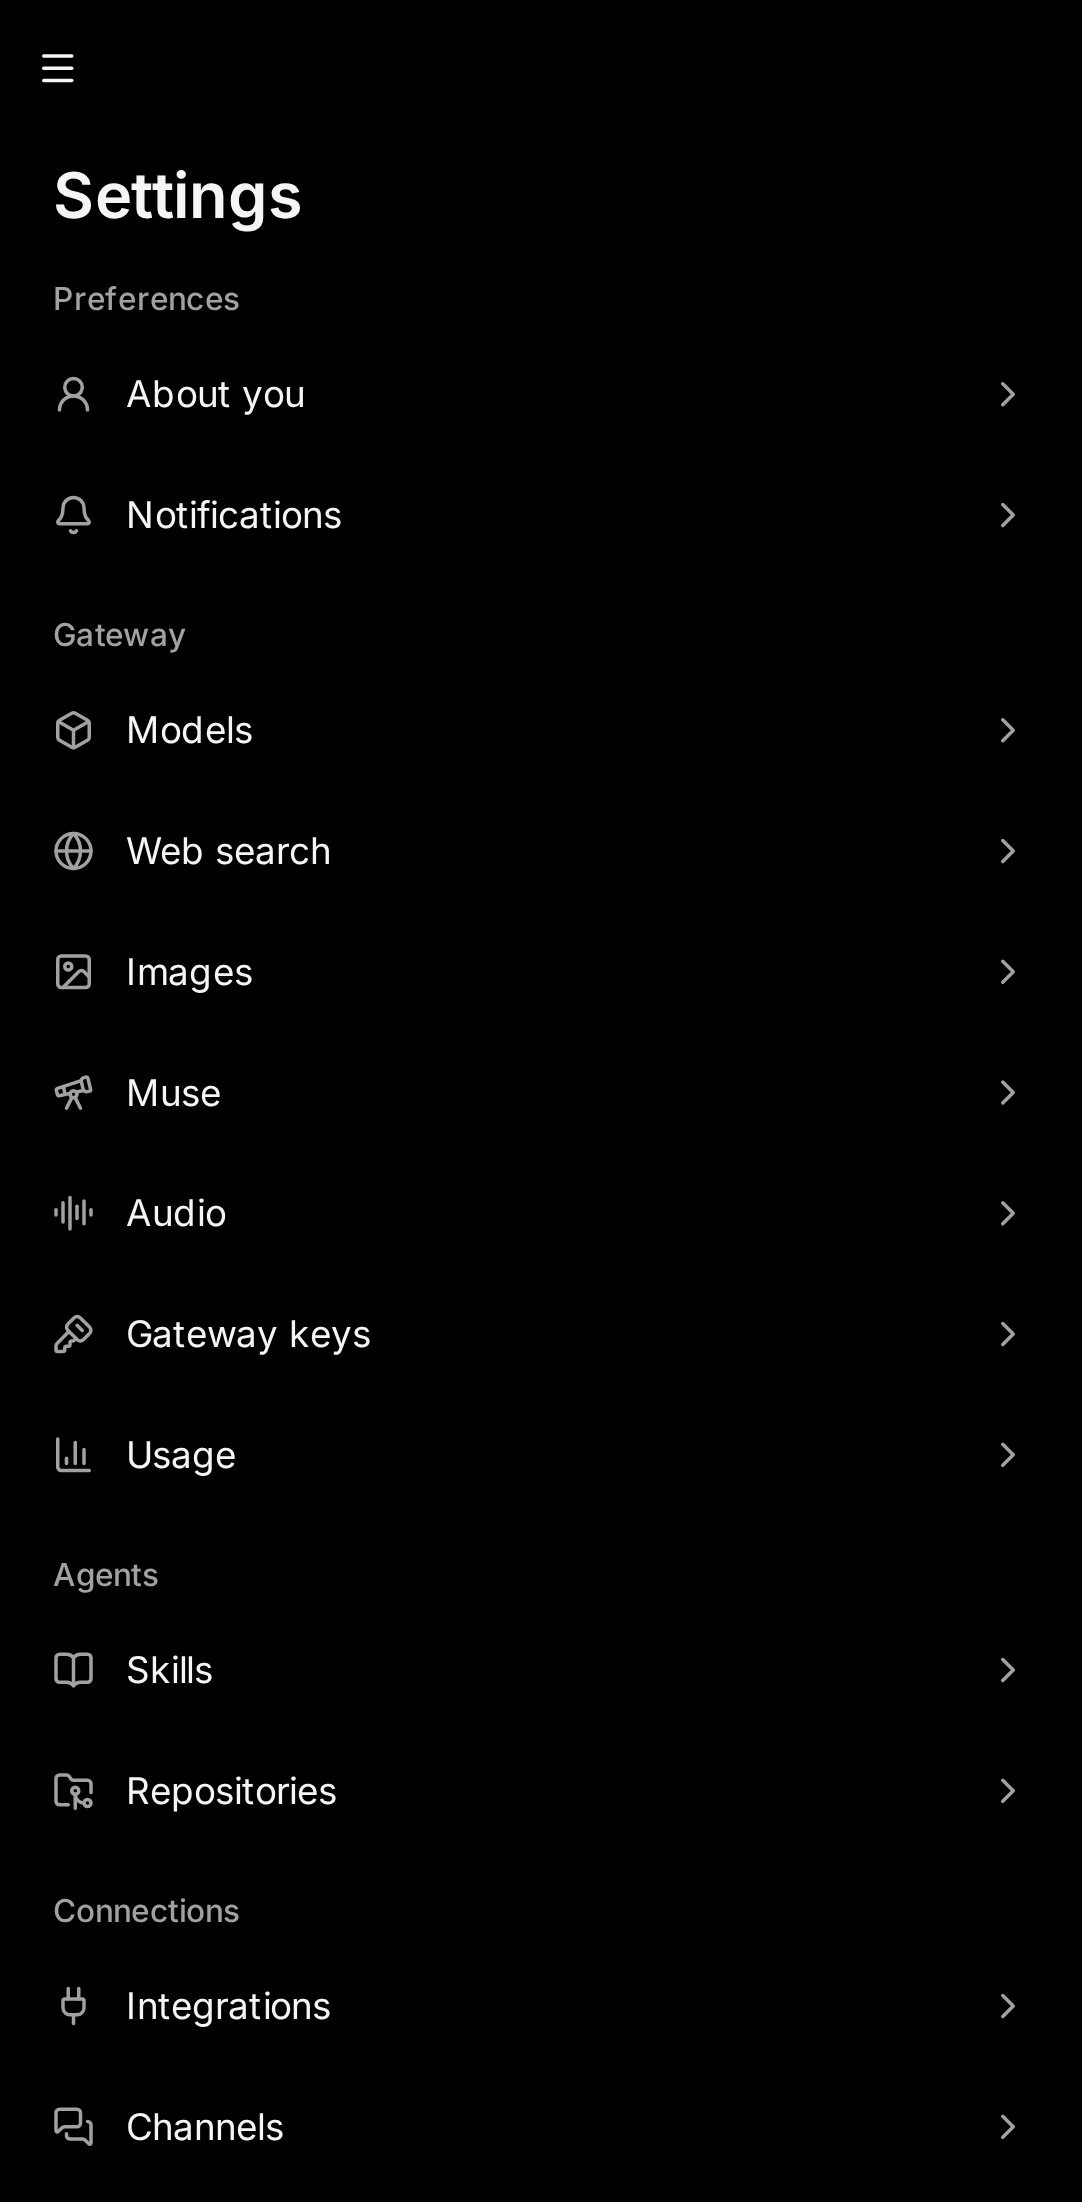 Settings
Preferences
About you
Notifications
Gateway
Models
Web search
Images
Muse
Audio
Gateway keys
Usage
Agents
Skills
Repositories
Connections
Integrations
Channels